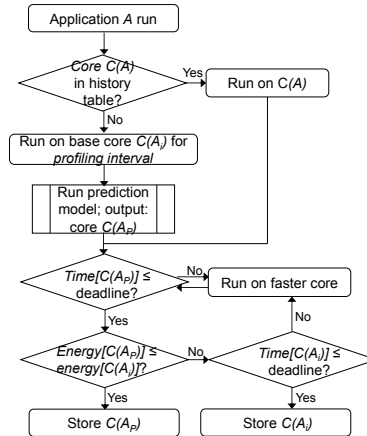 Application A run
Core C(A)
in history
table?
Yes
Run on C(A)
No
Run on base core C(Ai) for
profiling interval
Run prediction
model; output:
core C(AP)
Time[C(AP)] ≤
deadline?
No
Run on faster core
Yes
No
Energy[C(AP)] ≤
energy[C(Ai)]?
No
Time[C(Ai)] ≤
deadline?
Yes
Yes
Store C(AP)
Store C(Ai)